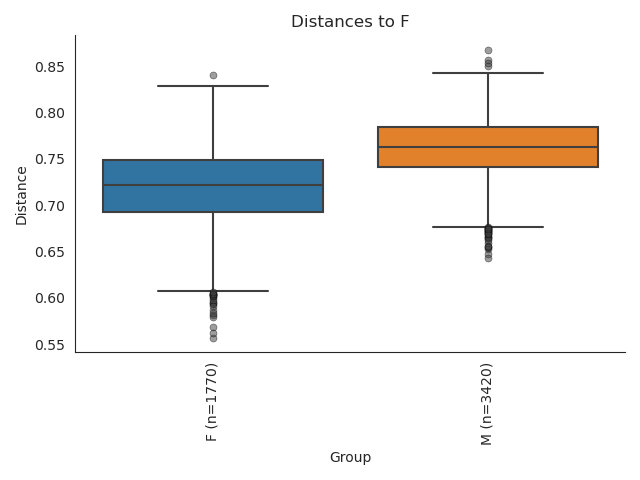 Distances to F
Distance
0.85
0.80
0.75
0.70
0.65
0.60
0.55
F (n=1770)
M (n=3420)
Group